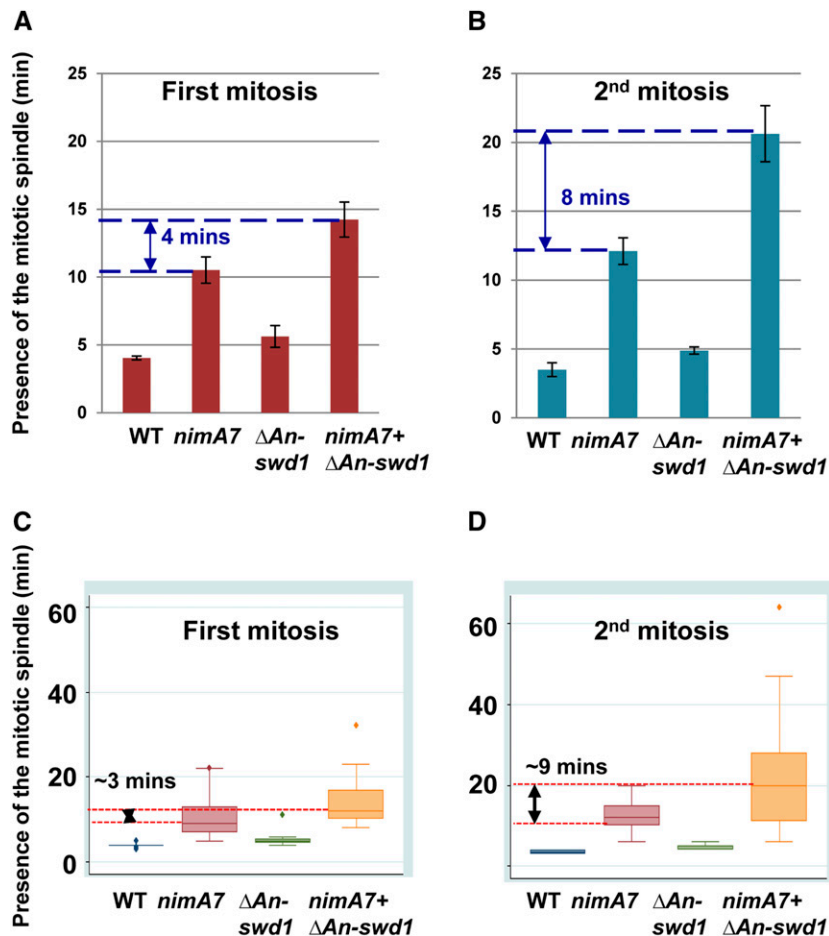 A
Presence of the mitotic spindle (min)
25
20
15
10
5
0
First mitosis
4 mins
WT nimA7 ΔAn- nimA7+
swd1 ΔAn-swd1
B
25
20
15
10
5
0
2nd mitosis
8 mins
WT nimA7 ΔAn- nimA7+
swd1 ΔAn-swd1
C
Presence of the mitotic spindle (min)
60
40
20
0
First mitosis
~3 mins
WT nimA7 ΔAn- nimA7+
swd1 ΔAn-swd1
D
60
40
20
2nd mitosis
~9 mins
WT nimA7 ΔAn- nimA7+
swd1 ΔAn-swd1